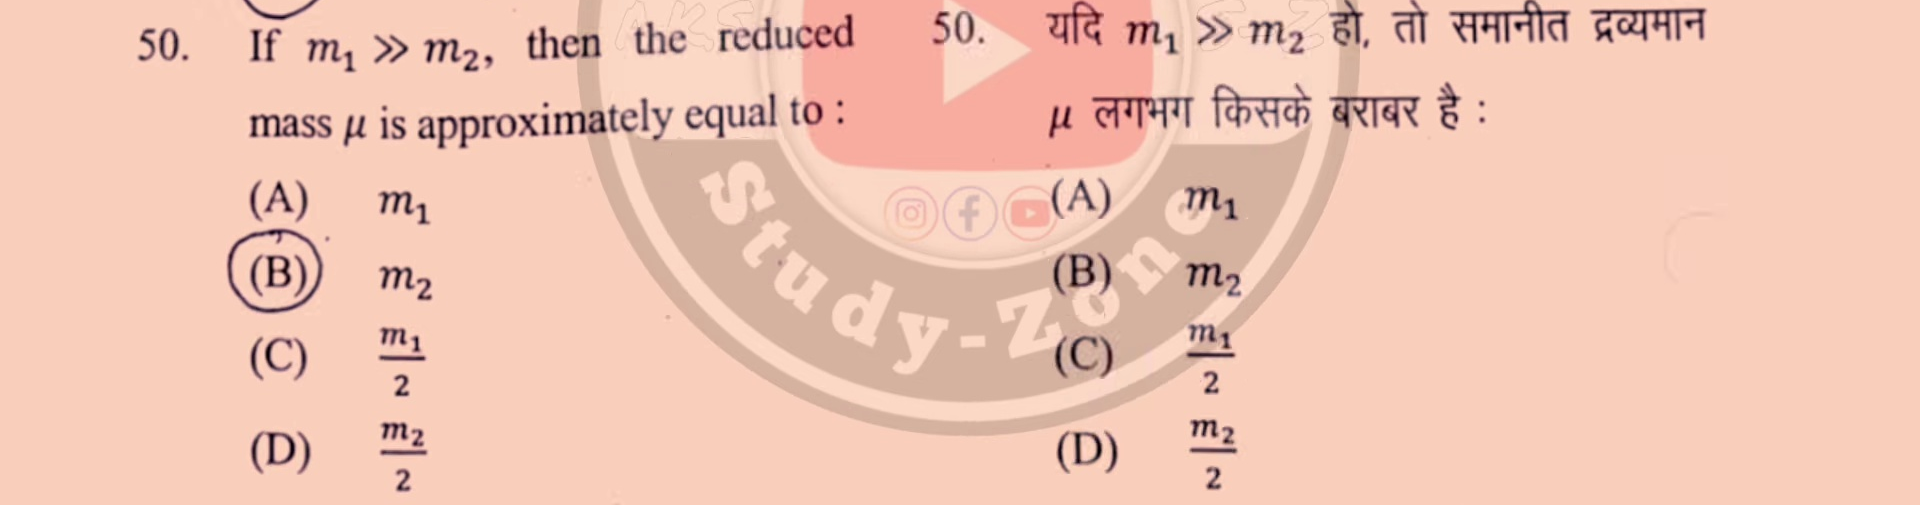 50. If m₁ ≫ m₂, then the reduced
mass μ is approximately equal to :
(A) m₁
(B) m₂
(C) m₁/2
(D) m₂/2
50. यदि m₁ ≫ m₂ हो, तो समानीत द्रव्यमान
μ लगभग किसके बराबर है :
(A) m₁
(B) m₂
(C) m₁/2
(D) m₂/2
Study-Zone